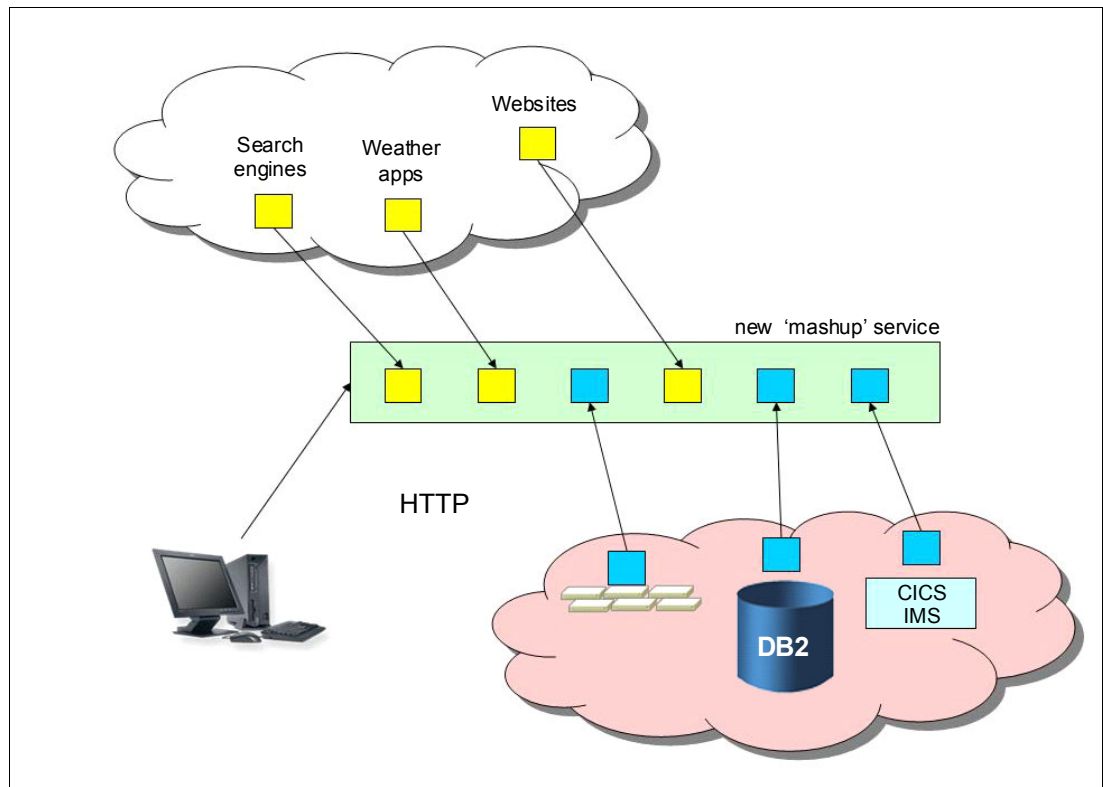 Websites
Search
engines
Weather
apps
new ‘mashup’ service
HTTP
CICS
IMS
DB2